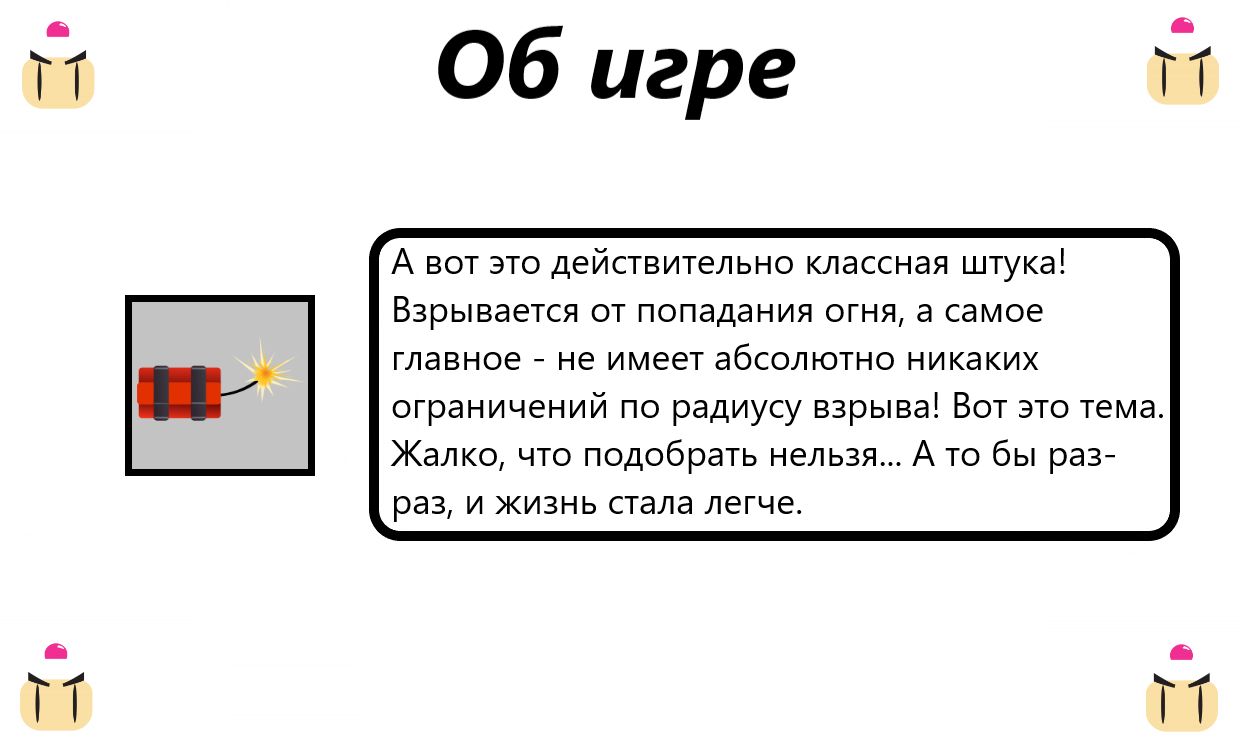 Об игре
А вот это действительно классная штука!
Взрывается от попадания огня, а самое
главное - не имеет абсолютно никаких
ограничений по радиусу взрыва! Вот это тема.
Жалко, что подобрать нельзя... А то бы раз-
раз, и жизнь стала легче.